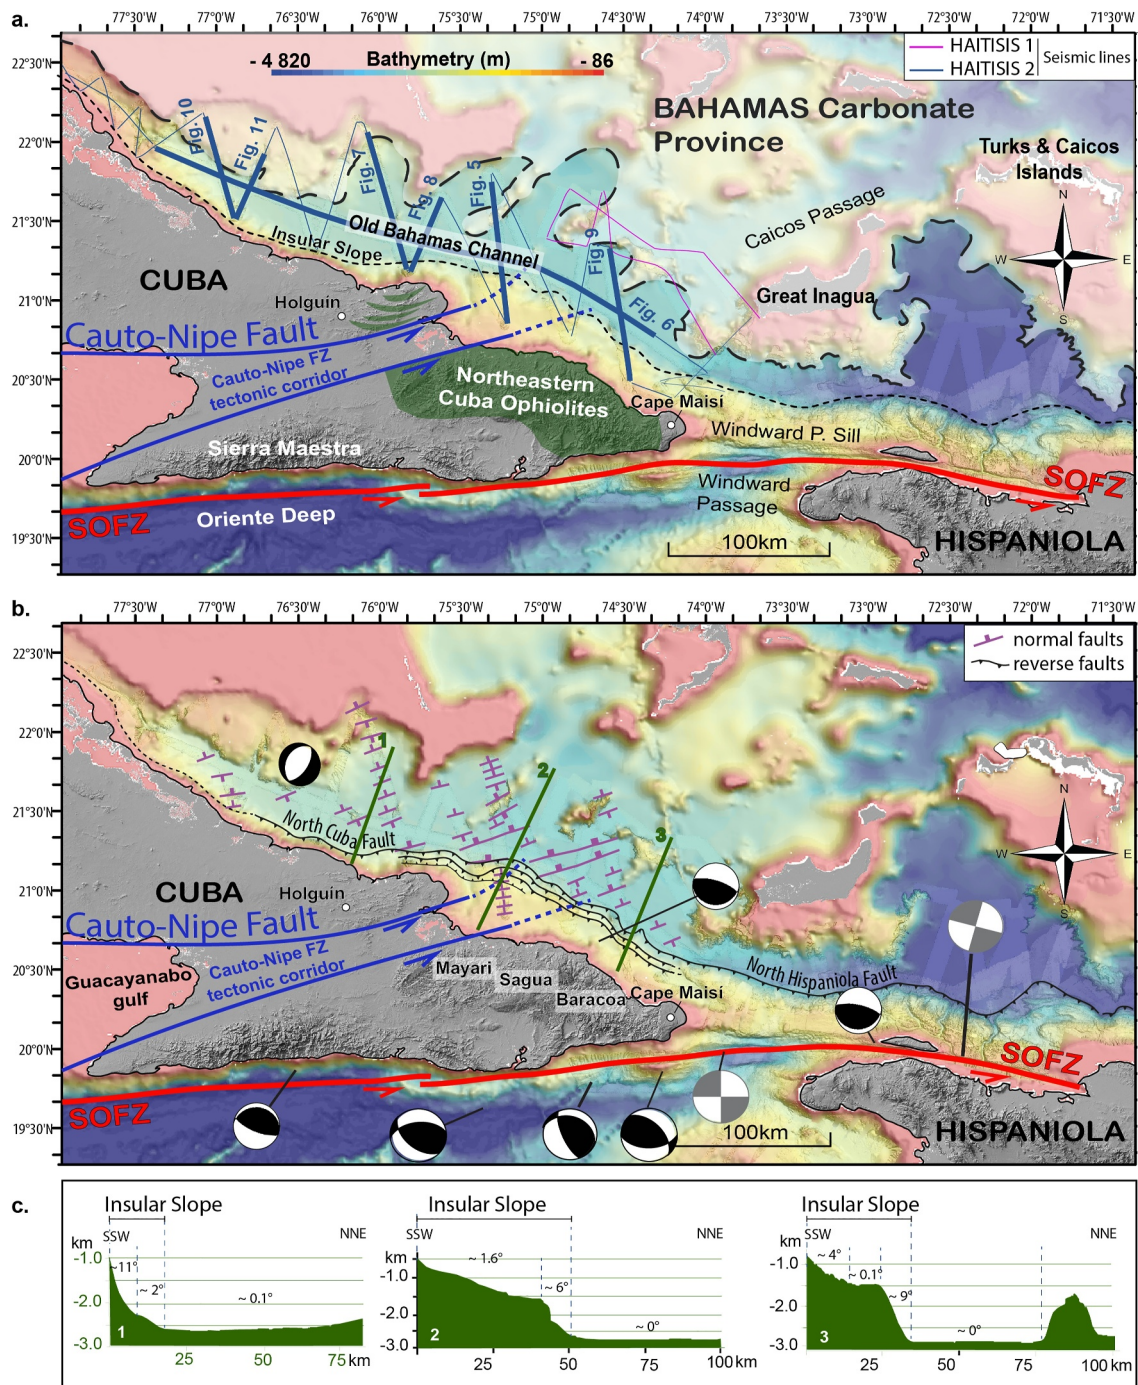 a.
77°30'W 77°0'W 76°30'W 76°0'W 75°30'W 75°0'W 74°30'W 74°0'W 73°30'W 73°0'W 72°30'W 72°0'W 71°30'W
22°30'N
22°0'N
21°30'N
21°0'N
20°30'N
20°0'N
19°30'N
- 4 820 Bathymetry (m) - 86
HAITISIS 1
HAITISIS 2
Seismic lines
BAHAMAS Carbonate
Province
Turks & Caicos
Islands
N
W E
S
Caicos Passage
Fig. 10
Fig. 11
Fig. 1
Fig. 8
Fig. 5
Fig. 9
Fig. 6
Old Bahamas Channel
Insular Slope
CUBA
Holguin
Great Inagua
Cauto-Nipe Fault
Cauto-Nipe FZ
tectonic corridor
Northeastern
Cuba Ophiolites
Cape Maisí
Sierra Maestra
Windward P. Sill
Windward
Passage
SOFZ
Oriente Deep
SOFZ
100km
HISPANIOLA
b.
77°30'W 77°0'W 76°30'W 76°0'W 75°30'W 75°0'W 74°30'W 74°0'W 73°30'W 73°0'W 72°30'W 72°0'W 71°30'W
22°30'N
22°0'N
21°30'N
21°0'N
20°30'N
20°0'N
19°30'N
normal faults
reverse faults
1
2
3
N
W E
S
North Cuba Fault
CUBA
Holguin
Cauto-Nipe Fault
Cauto-Nipe FZ
tectonic corridor
Guacayanabo
gulf
Mayari
Sagua
Baracoa
Cape Maisí
North Hispaniola Fault
SOFZ
SOFZ
100km
HISPANIOLA
c.
Insular Slope
SSW NNE
km
-1.0
-2.0
-3.0
~11°
~ 2°
~ 0.1°
1
25 50 75 km
Insular Slope
SSW NNE
km
-1.0
-2.0
-3.0
~ 1.6°
~ 6°
~ 0°
2
25 50 75 100 km
Insular Slope
SSW NNE
km
-1.0
-2.0
-3.0
~ 4°
~ 0.1°
~ 9°
~ 0°
3
25 50 75 100 km